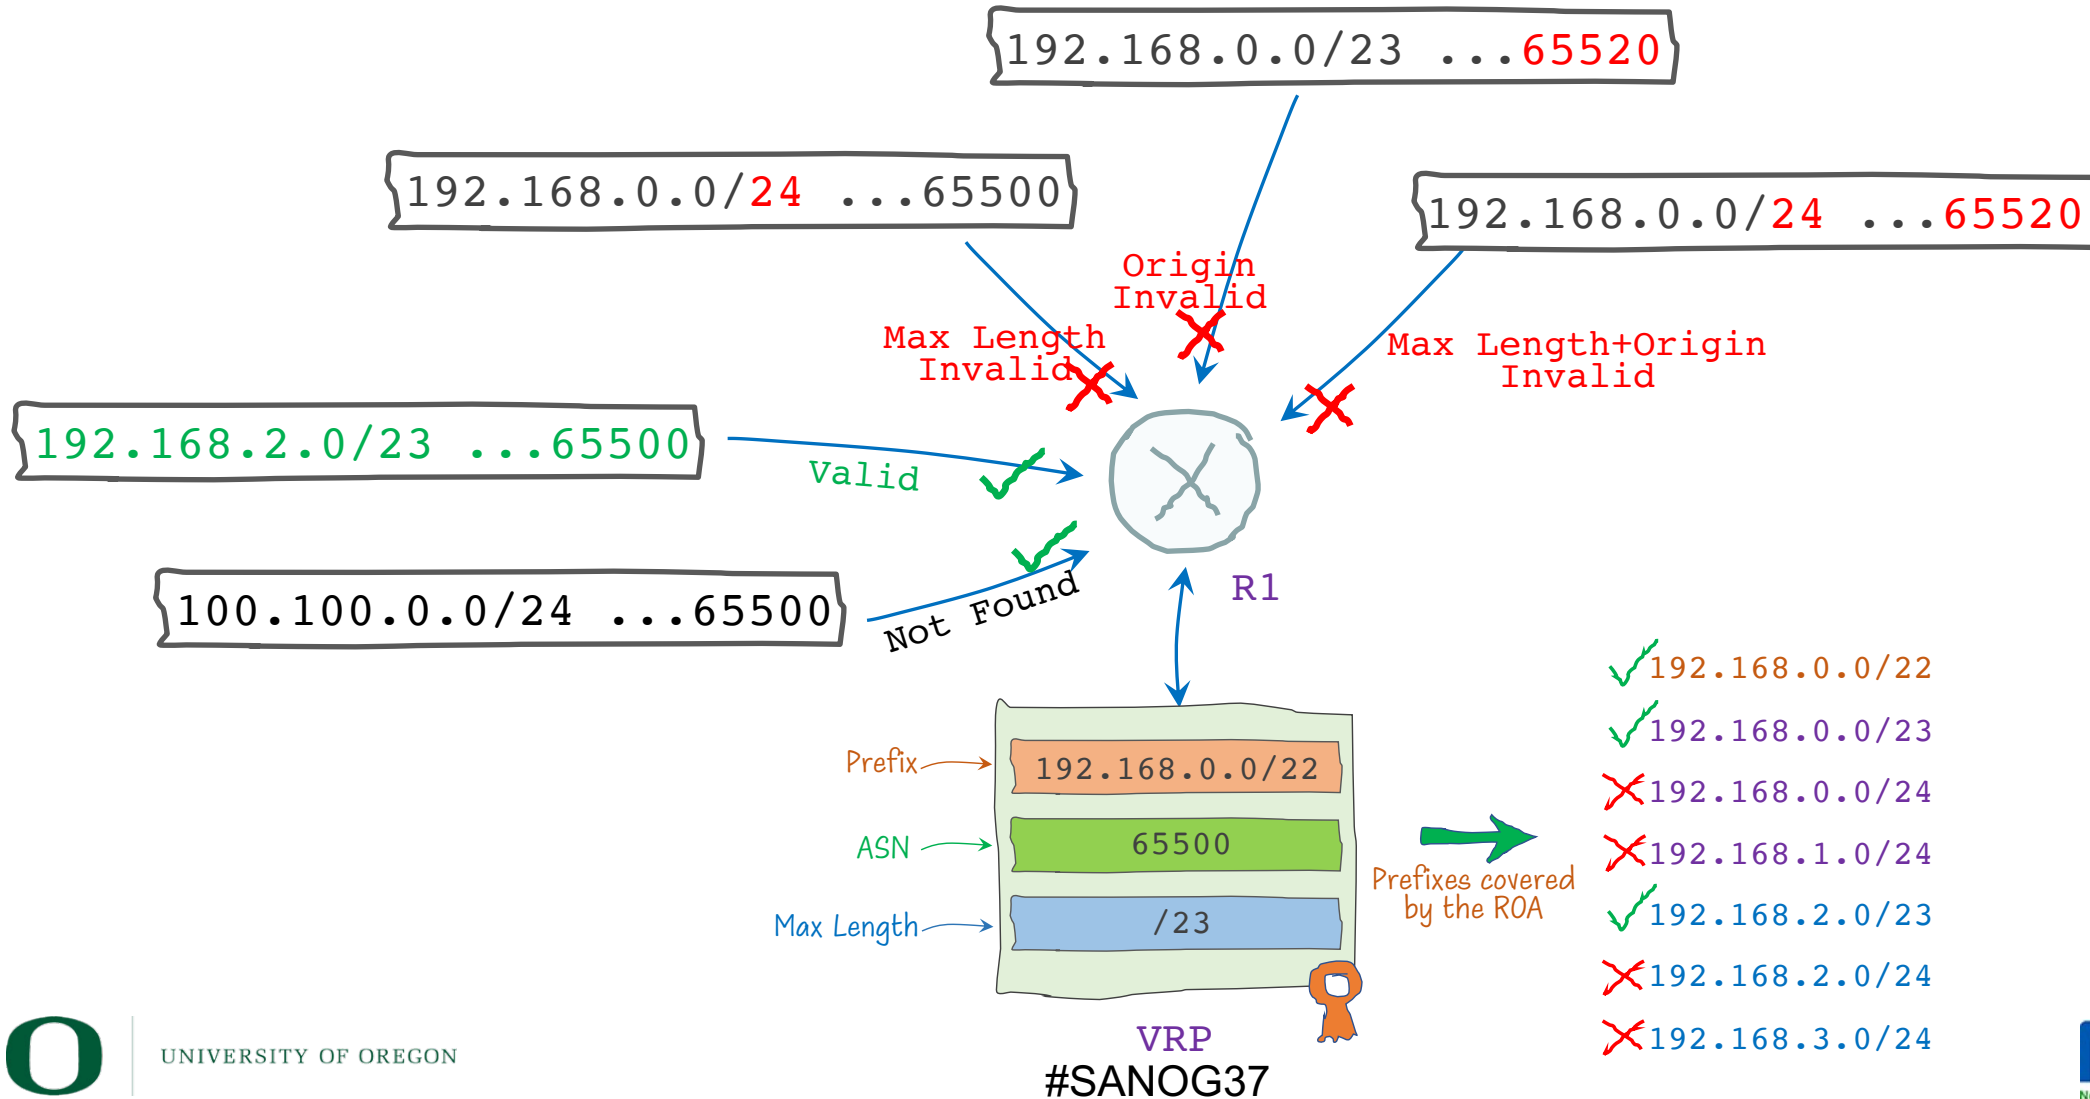 192.168.0.0/23 ...65520
192.168.0.0/24 ...65500
192.168.0.0/24 ...65520
Origin
Invalid
Max Length
Invalid
Max Length+Origin
Invalid
192.168.2.0/23 ...65500
Valid
100.100.0.0/24 ...65500
Not Found
R1
Prefix
192.168.0.0/22
ASN
65500
Max Length
/23
Prefixes covered
by the ROA
192.168.0.0/22
192.168.0.0/23
192.168.0.0/24
192.168.1.0/24
192.168.2.0/23
192.168.2.0/24
192.168.3.0/24
VRP
#SANOG37
UNIVERSITY OF OREGON